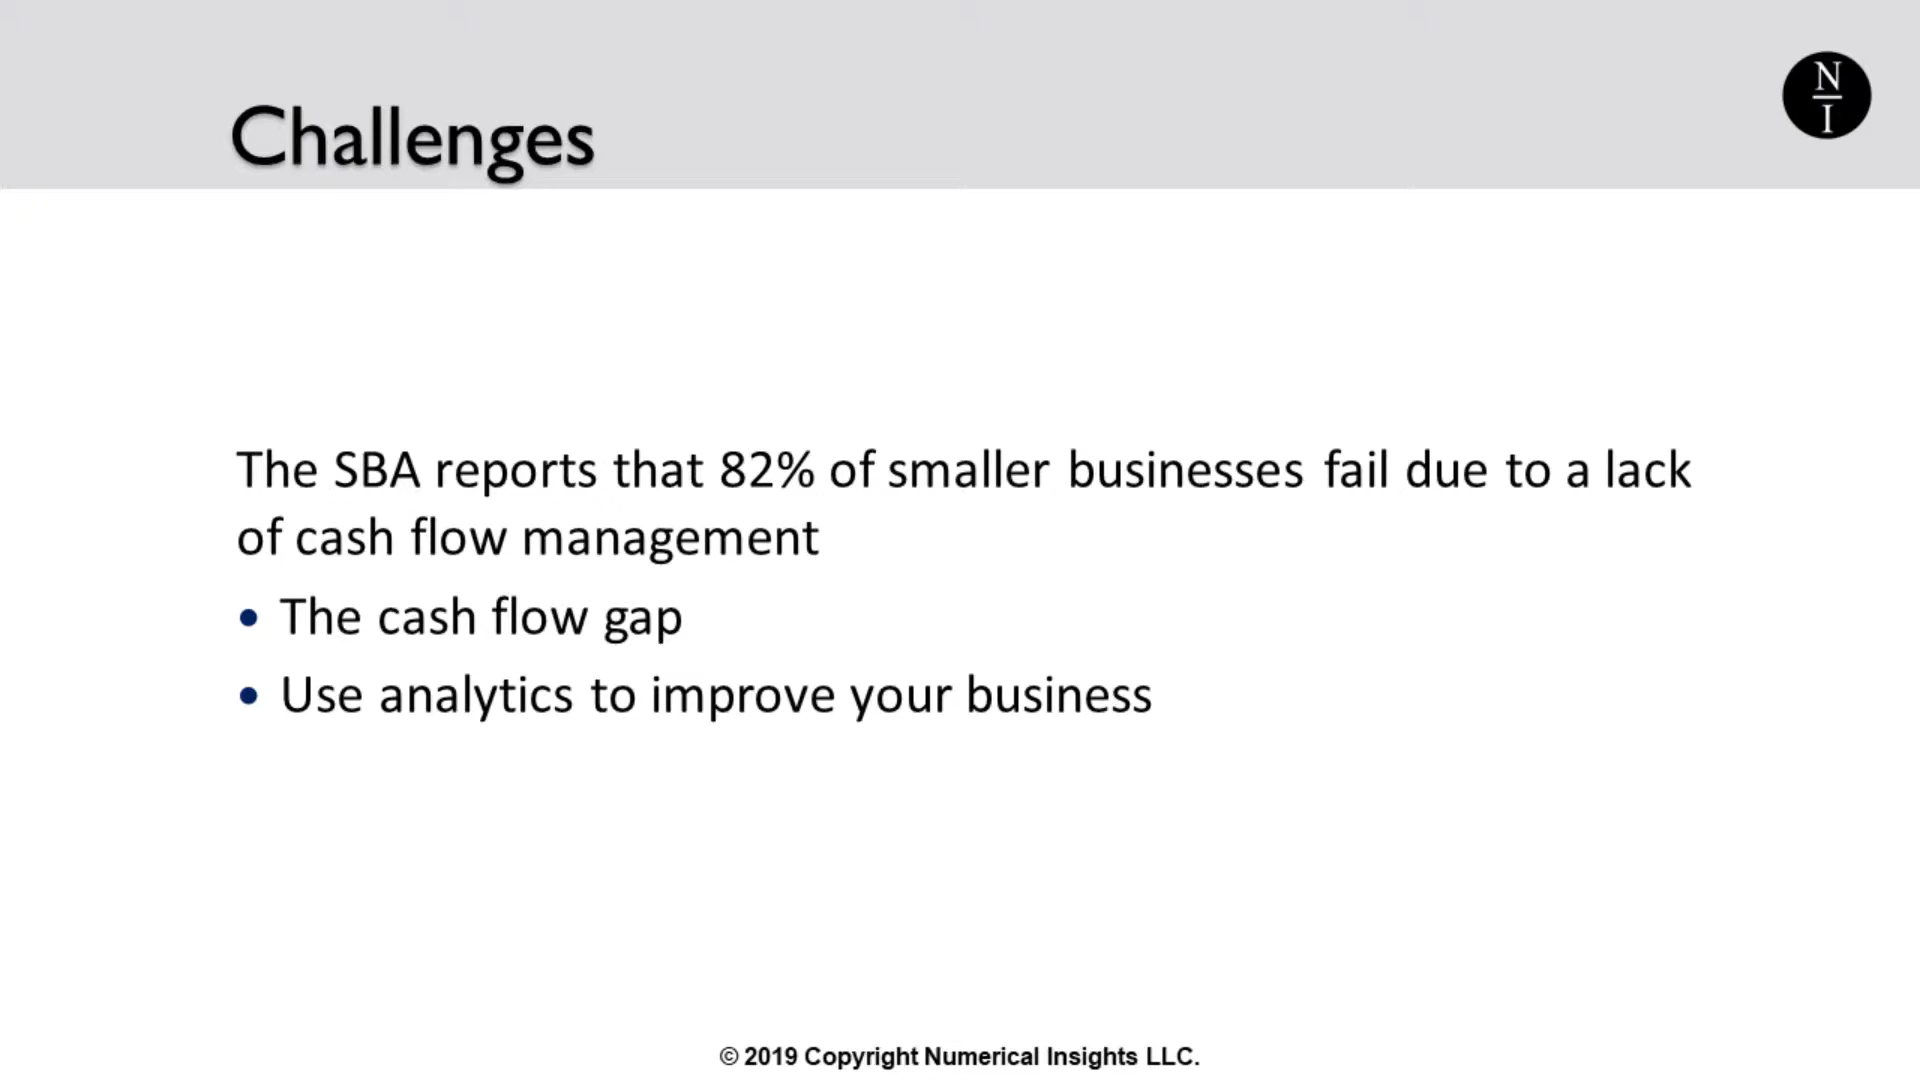 N
I
Challenges
The SBA reports that 82% of smaller businesses fail due to a lack
of cash flow management
• The cash flow gap
• Use analytics to improve your business
© 2019 Copyright Numerical Insights LLC.